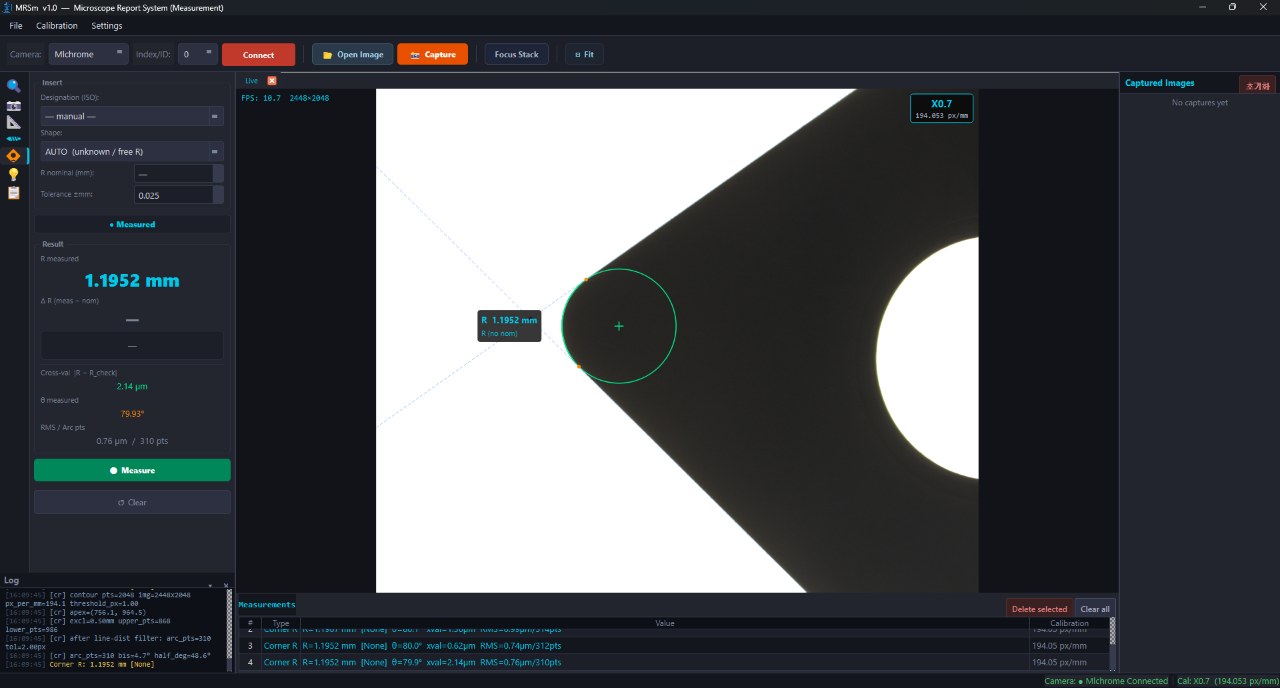 MRSm v1.0 — Microscope Report System (Measurement)
File Calibration Settings
Camera: MIchrome Index/ID: 0 Connect Open Image Capture Focus Stack Fit
Insert
Designation (ISO):
— manual —
Shape:
AUTO (unknown / free R)
R nominal (mm): —
Tolerance ±mm: 0.025
● Measured
Result
R measured
1.1952 mm
Δ R (meas − nom)
—
—
Cross-val (R − R_check)
2.14 µm
θ measured
79.93°
RMS / Arc pts
0.76 µm / 310 pts
Measure
Clear
Log
[16:09:45] [cr] contour pts=2048 img=2448x2048
px_per_mm=194.1 threshold_px=1.00
[16:09:45] [cr] apex=(756.1, 964.5)
[16:09:45] [cr] excl=0.50mm upper_pts=660
lower_pts=986
[16:09:45] [cr] after line-dist filter: arc_pts=310
tol=2.00px
[16:09:45] [cr] arc_pts=310 bis=4.7° half_deg=48.6°
[16:09:45] Corner R: 1.1952 mm [None]
Live
FPS: 10.7 2448×2048
X0.7
194.053 px/mm
R 1.1952 mm
R (no nom)
Measurements
Delete selected Clear all
# Type Value Calibration
3 Corner R R=1.1952 mm [None] θ=80.0° xval=0.62µm RMS=0.74µm/312pts 194.05 px/mm
4 Corner R R=1.1952 mm [None] θ=79.9° xval=2.14µm RMS=0.76µm/310pts 194.05 px/mm
Captured Images 초기화
No captures yet
Camera: ● MIchrome Connected Cal: X0.7 (194.053 px/mm)